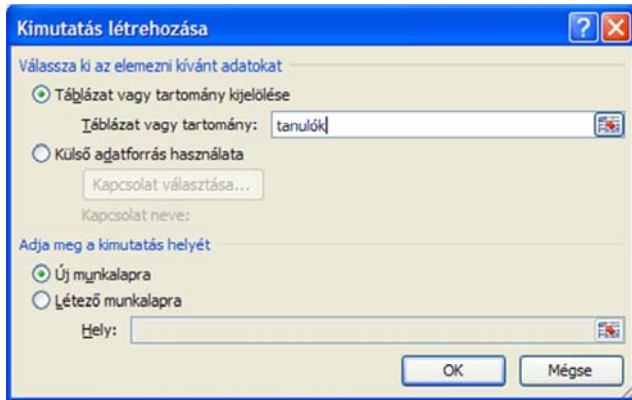 Kimutatás létrehozása
Válassza ki az elemezni kívánt adatokat
Táblázat vagy tartomány kijelölése
Táblázat vagy tartomány: tanulók
Külső adatforrás használata
Kapcsolat választása...
Kapcsolat neve:
Adja meg a kimutatás helyét
Új munkalapra
Létező munkalapra
Hely:
OK Mégse